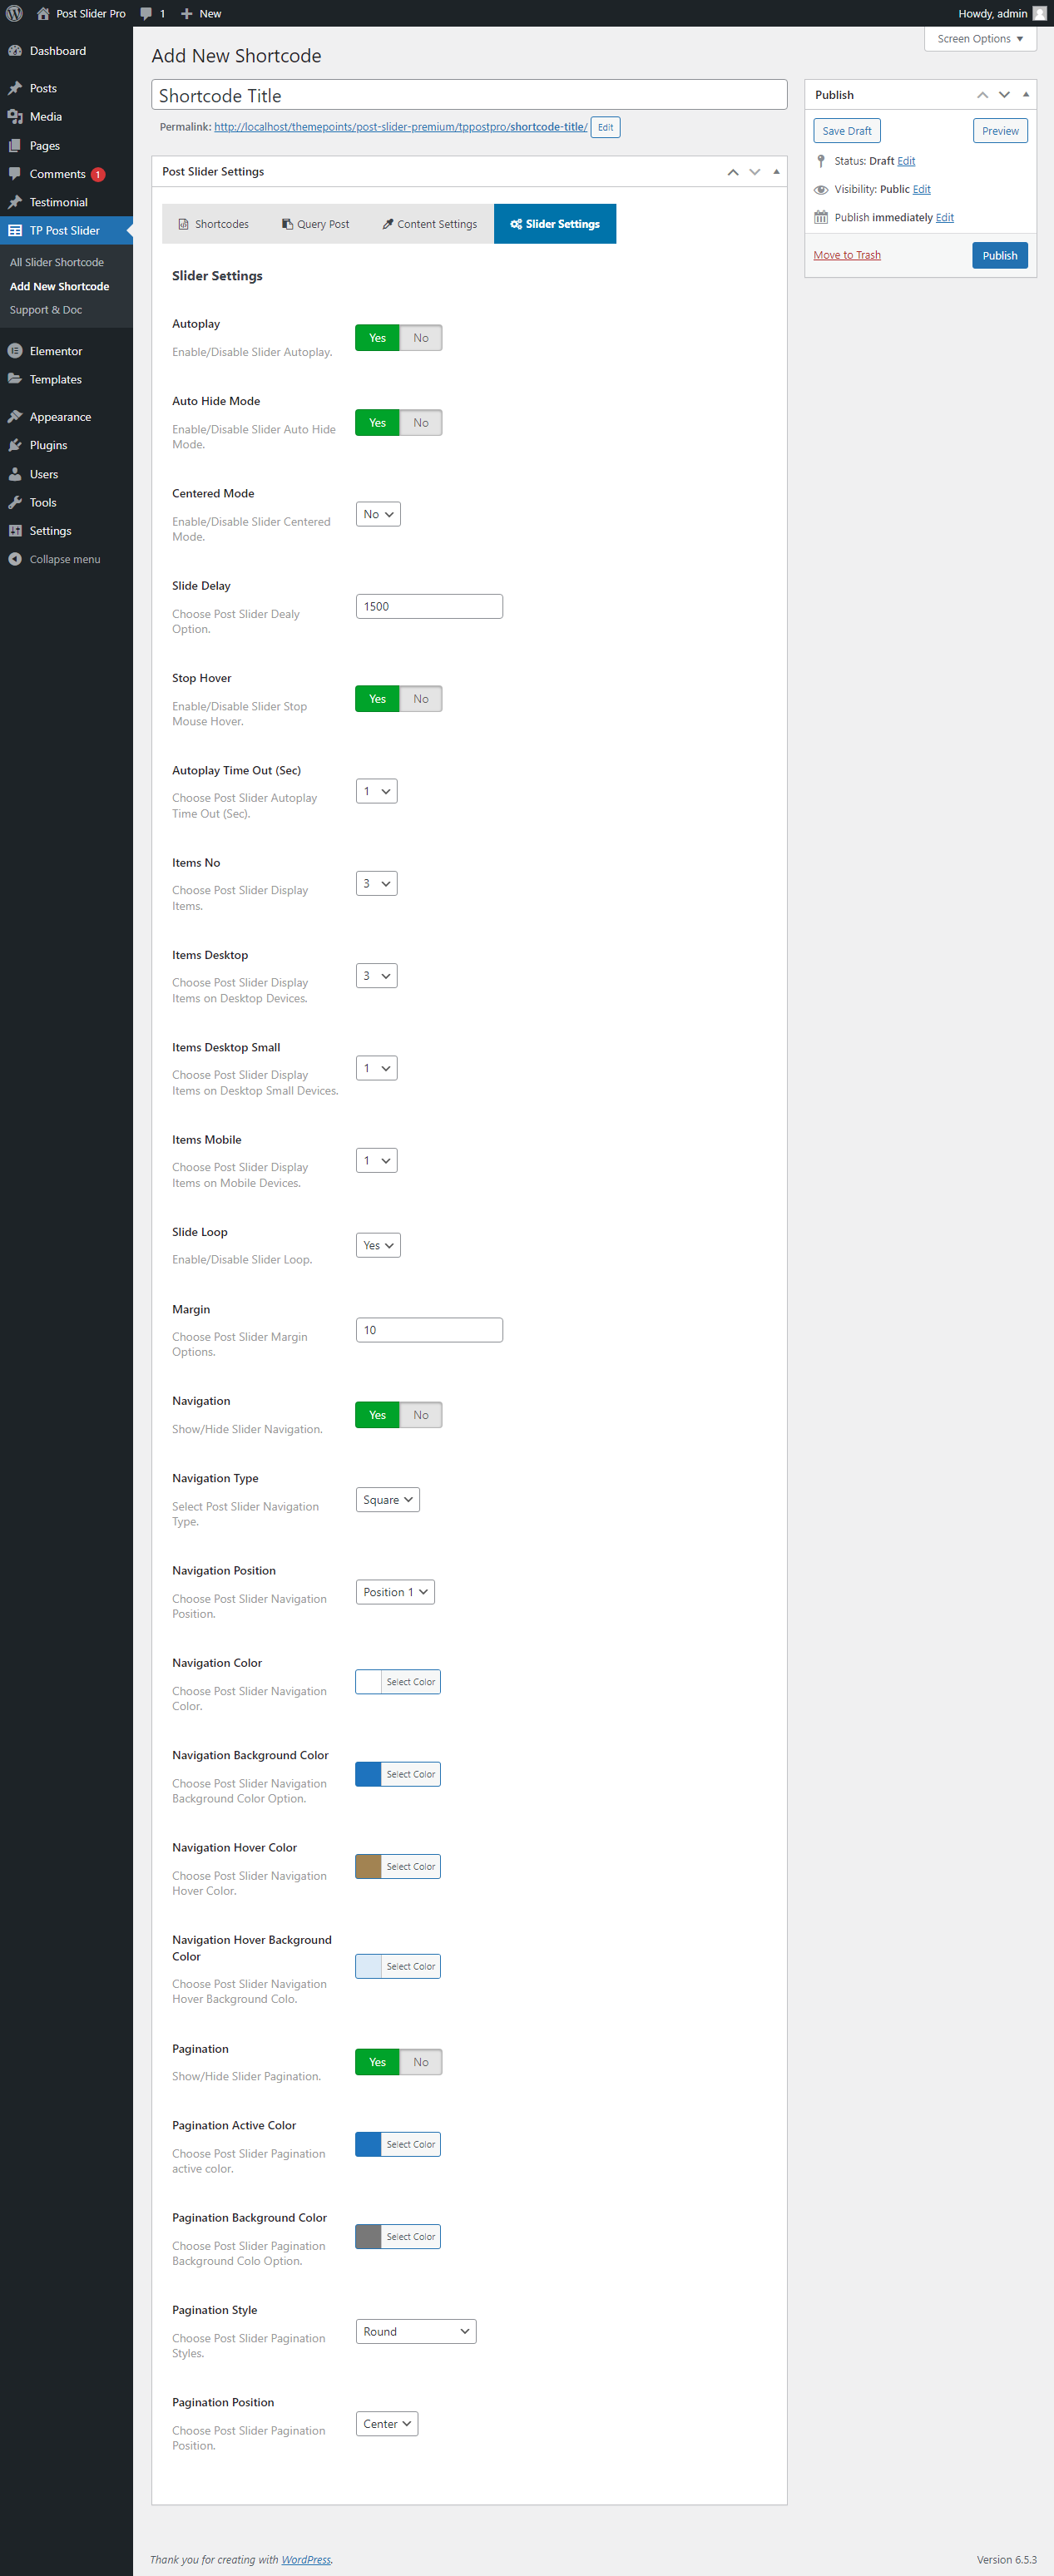 Post Slider Pro 1 New Howdy, admin
Screen Options
Dashboard
Posts
Media
Pages
Comments 1
Testimonial
TP Post Slider
All Slider Shortcode
Add New Shortcode
Support & Doc
Elementor
Templates
Appearance
Plugins
Users
Tools
Settings
Collapse menu
Add New Shortcode
Shortcode Title
Permalink: http://localhost/themepoints/post-slider-premium/tppostpro/shortcode-title/ Edit
Post Slider Settings
Shortcodes Query Post Content Settings Slider Settings
Slider Settings
Autoplay
Enable/Disable Slider Autoplay.
Yes No
Auto Hide Mode
Enable/Disable Slider Auto Hide
Mode.
Yes No
Centered Mode
Enable/Disable Slider Centered
Mode.
No
Slide Delay
Choose Post Slider Dealy
Option.
1500
Stop Hover
Enable/Disable Slider Stop
Mouse Hover.
Yes No
Autoplay Time Out (Sec)
Choose Post Slider Autoplay
Time Out (Sec).
1
Items No
Choose Post Slider Display
Items.
3
Items Desktop
Choose Post Slider Display
Items on Desktop Devices.
3
Items Desktop Small
Choose Post Slider Display
Items on Desktop Small Devices.
1
Items Mobile
Choose Post Slider Display
Items on Mobile Devices.
1
Slide Loop
Enable/Disable Slider Loop.
Yes
Margin
Choose Post Slider Margin
Options.
10
Navigation
Show/Hide Slider Navigation.
Yes No
Navigation Type
Select Post Slider Navigation
Type.
Square
Navigation Position
Choose Post Slider Navigation
Position.
Position 1
Navigation Color
Choose Post Slider Navigation
Color.
Select Color
Navigation Background Color
Choose Post Slider Navigation
Background Color Option.
Select Color
Navigation Hover Color
Choose Post Slider Navigation
Hover Color.
Select Color
Navigation Hover Background
Color
Choose Post Slider Navigation
Hover Background Colo.
Select Color
Pagination
Show/Hide Slider Pagination.
Yes No
Pagination Active Color
Choose Post Slider Pagination
active color.
Select Color
Pagination Background Color
Choose Post Slider Pagination
Background Colo Option.
Select Color
Pagination Style
Choose Post Slider Pagination
Styles.
Round
Pagination Position
Choose Post Slider Pagination
Position.
Center
Publish
Save Draft Preview
Status: Draft Edit
Visibility: Public Edit
Publish immediately Edit
Move to Trash Publish
Thank you for creating with WordPress. Version 6.5.3